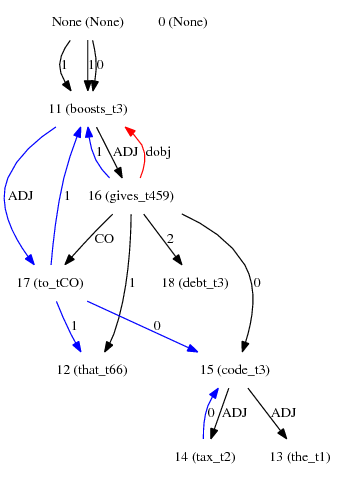 None (None) 0 (None)
1 1 0
11 (boosts_t3)
1 ADJ dobj
ADJ 1 16 (gives_t459)
CO 2
17 (to_tCO) 1 18 (debt_t3) 0
1 0
12 (that_t66) 15 (code_t3)
0 ADJ ADJ
14 (tax_t2) 13 (the_t1)